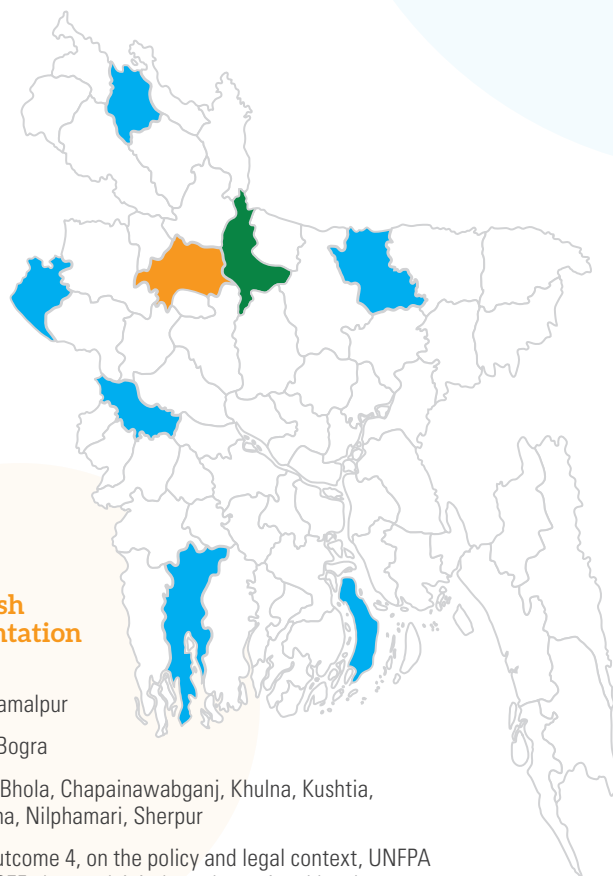 sh
ntation
amalpur
Bogra
Bhola, Chapainawabganj, Khulna, Kushtia,
na, Nilphamari, Sherpur
utcome 4, on the policy and legal context, UNFPA